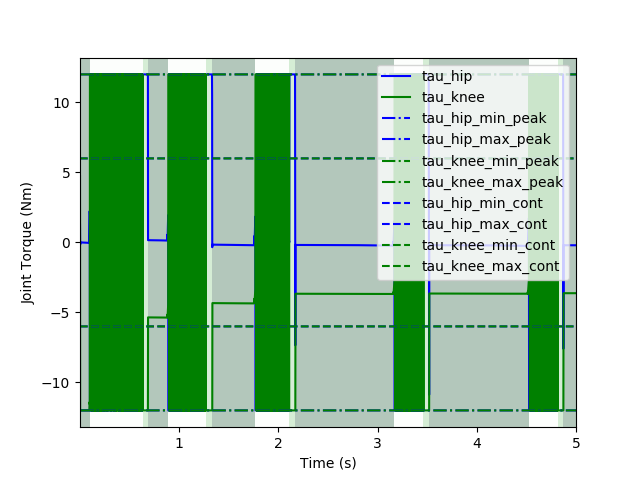 10
5
0
−5
−10
Joint Torque (Nm)
1
2
3
4
5
Time (s)
tau_hip
tau_knee
tau_hip_min_peak
tau_hip_max_peak
tau_knee_min_peak
tau_knee_max_peak
tau_hip_min_cont
tau_hip_max_cont
tau_knee_min_cont
tau_knee_max_cont